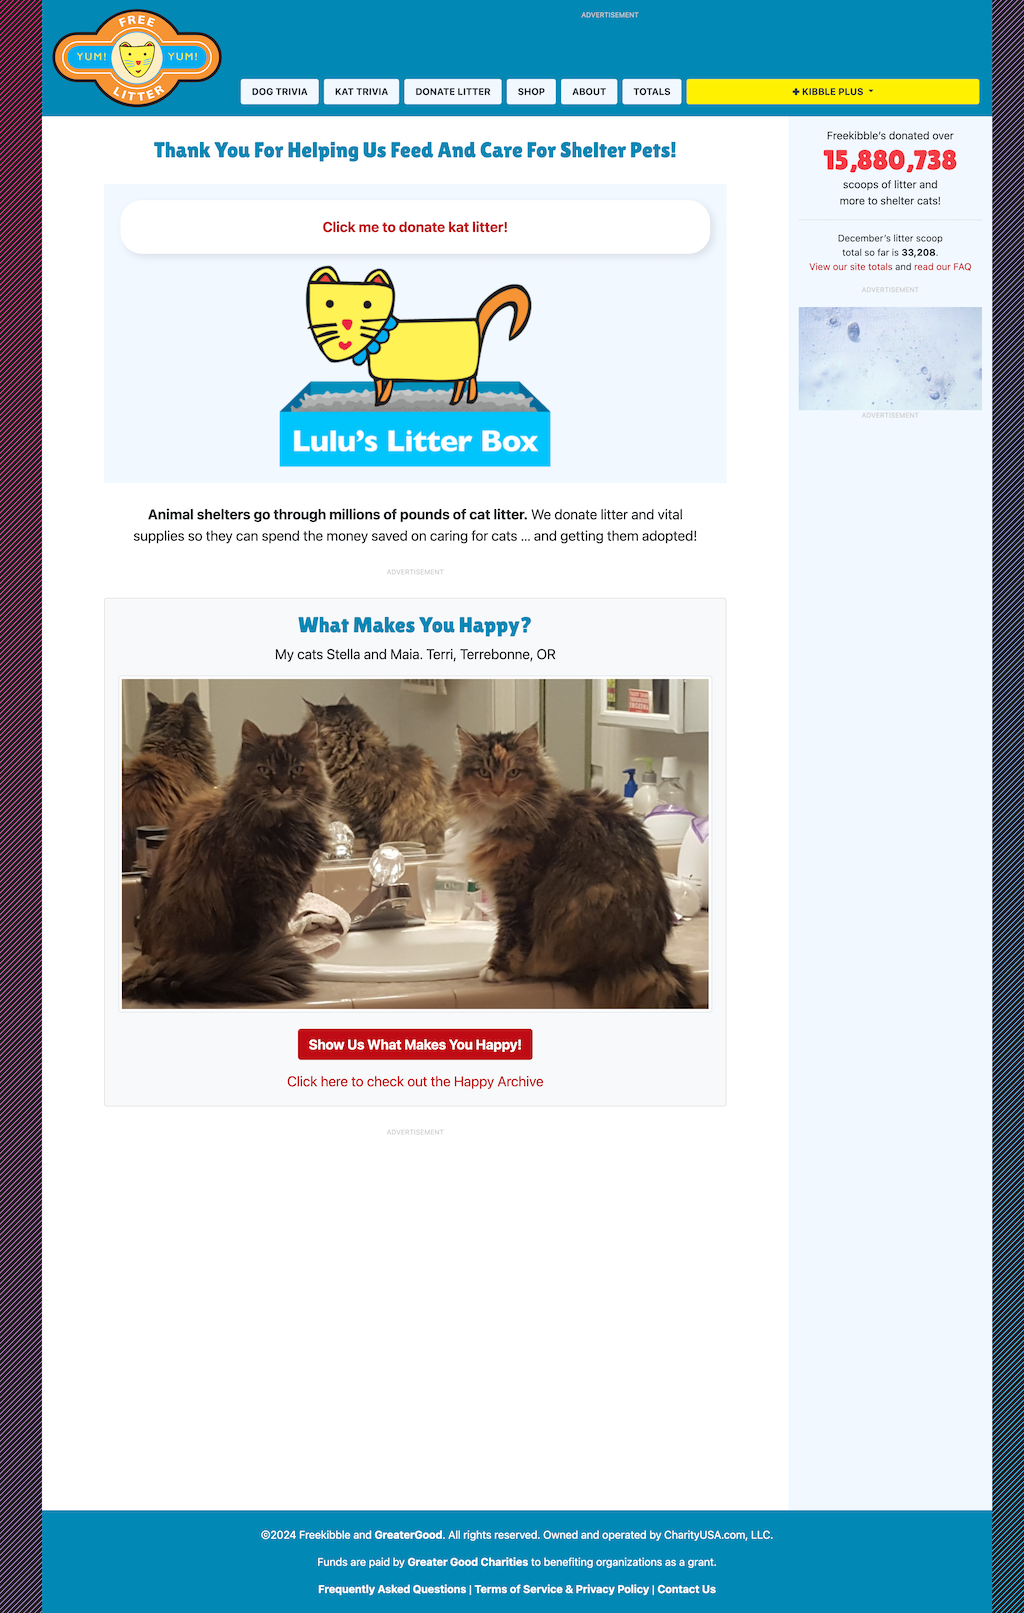 FREE
YUM! YUM!
LITTER
ADVERTISEMENT
DOG TRIVIA
KAT TRIVIA
DONATE LITTER
SHOP
ABOUT
TOTALS
✚ KIBBLE PLUS
Thank You For Helping Us Feed And Care For Shelter Pets!
Click me to donate kat litter!
Lulu's Litter Box
Animal shelters go through millions of pounds of cat litter. We donate litter and vital
supplies so they can spend the money saved on caring for cats ... and getting them adopted!
ADVERTISEMENT
What Makes You Happy?
My cats Stella and Maia. Terri, Terrebonne, OR
Show Us What Makes You Happy!
Click here to check out the Happy Archive
ADVERTISEMENT
Freekibble's donated over
15,880,738
scoops of litter and
more to shelter cats!
December's litter scoop
total so far is 33,208.
View our site totals and read our FAQ
ADVERTISEMENT
ADVERTISEMENT
©2024 Freekibble and GreaterGood. All rights reserved. Owned and operated by CharityUSA.com, LLC.
Funds are paid by Greater Good Charities to benefiting organizations as a grant.
Frequently Asked Questions | Terms of Service & Privacy Policy | Contact Us